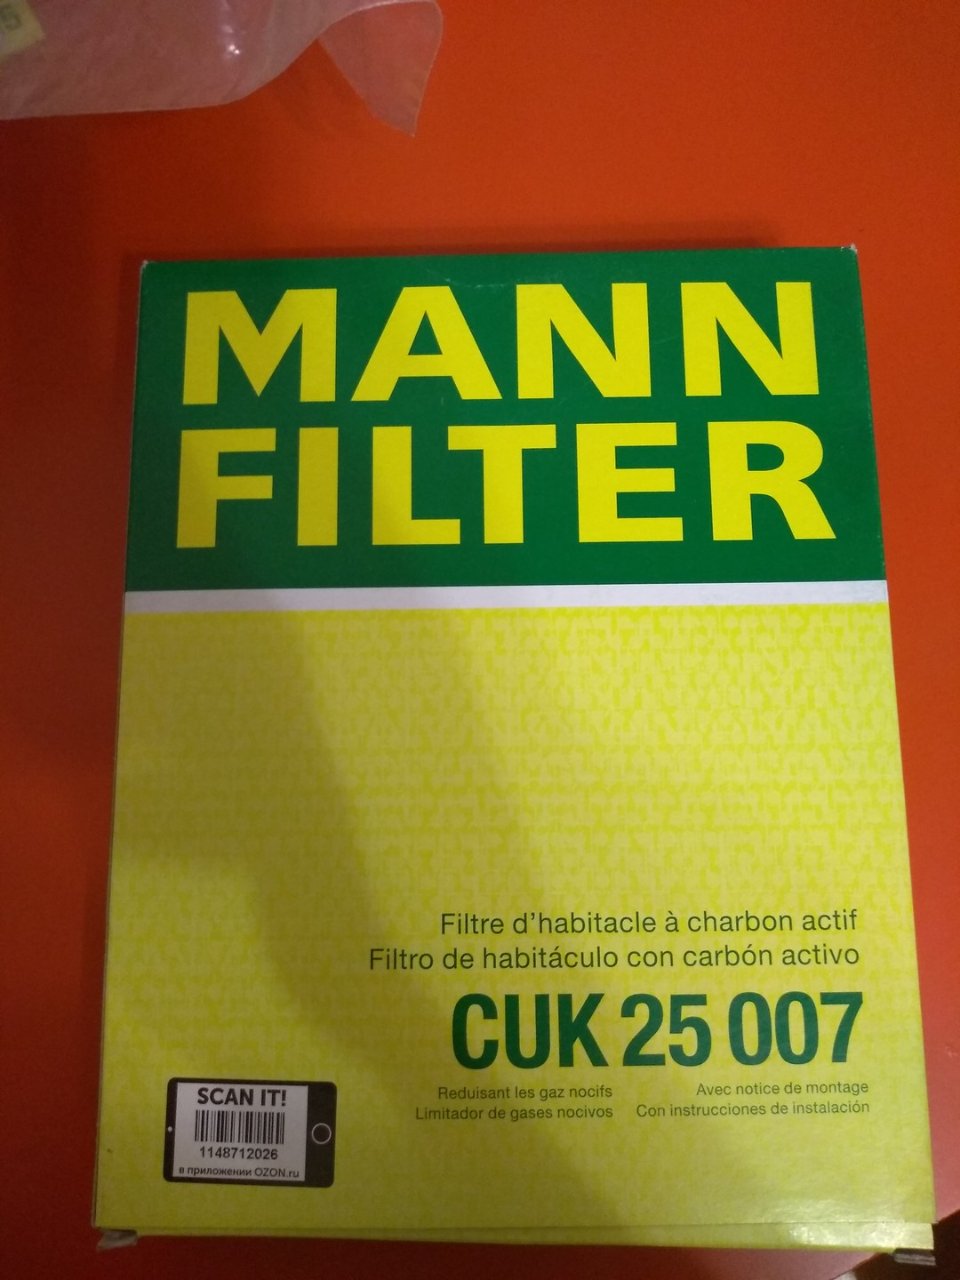 MANN
FILTER
Filtre d'habitacle à charbon actif
Filtro de habitáculo con carbón activo
CUK 25 007
Reduisant les gaz nocifs
Limitador de gases nocivos
Avec notice de montage
Con instrucciones de instalación
SCAN IT!
1148712026
в приложении OZON.ru